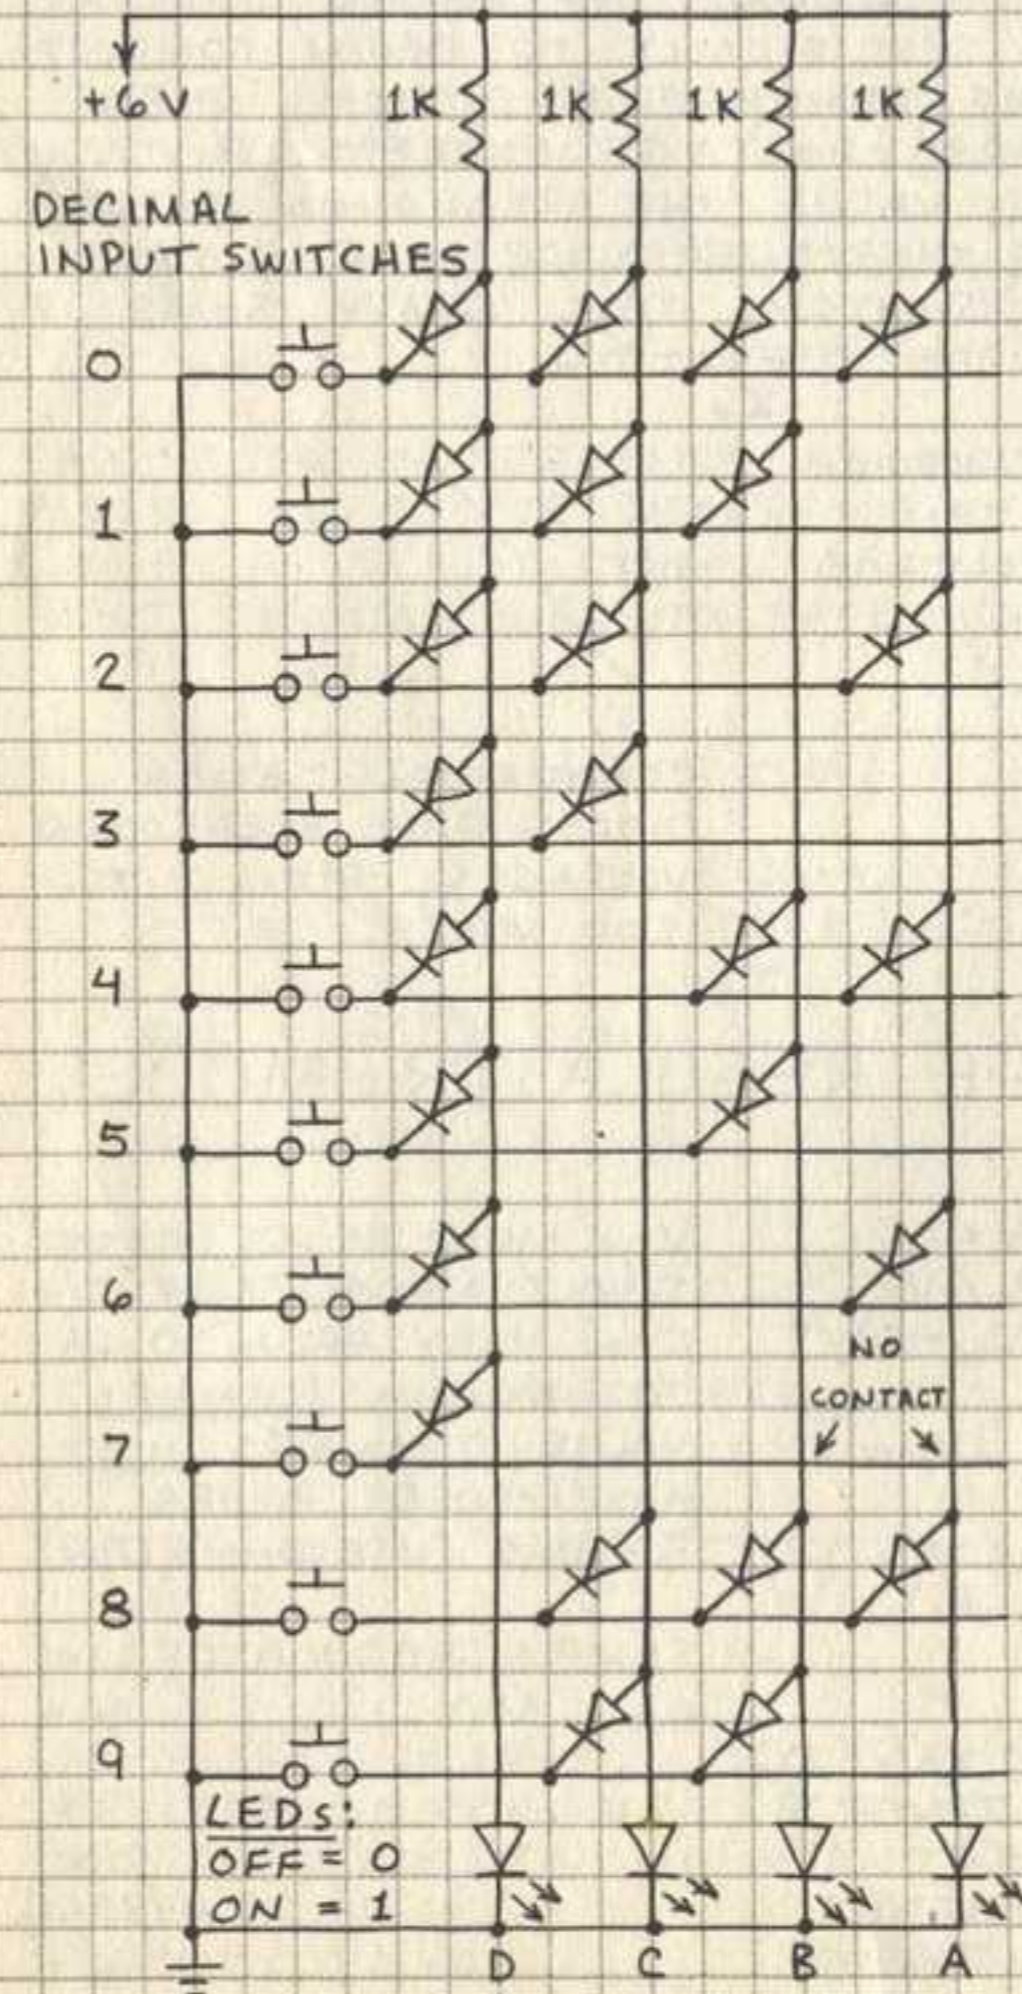 +6V 1K 1K 1K 1K
DECIMAL
INPUT SWITCHES
0
1
2
3
4
5
6
NO
CONTACT
7
8
9
LEDs:
OFF = 0
ON = 1
D C B A